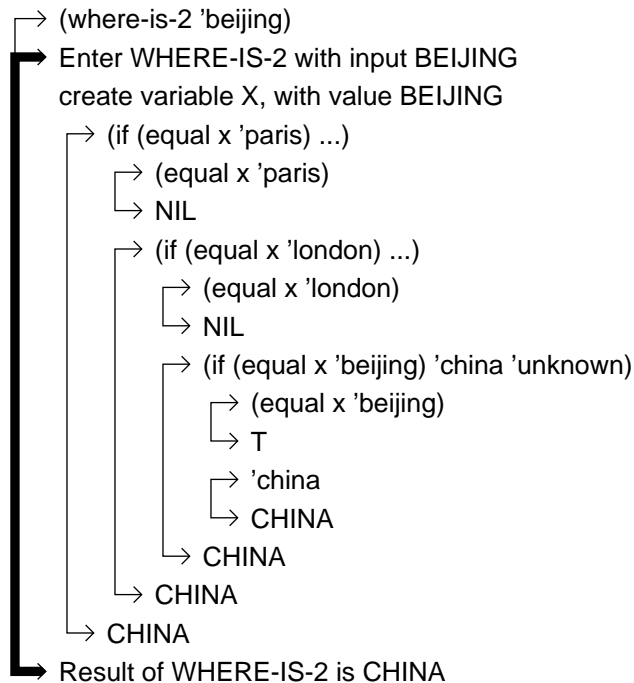 (where-is-2 ’beijing)
Enter WHERE-IS-2 with input BEIJING
create variable X, with value BEIJING
(if (equal x ’paris) ...)
(equal x ’paris)
NIL
(if (equal x ’london) ...)
(equal x ’london)
NIL
(if (equal x ’beijing) ’china ’unknown)
(equal x ’beijing)
T
’china
CHINA
CHINA
CHINA
CHINA
Result of WHERE-IS-2 is CHINA